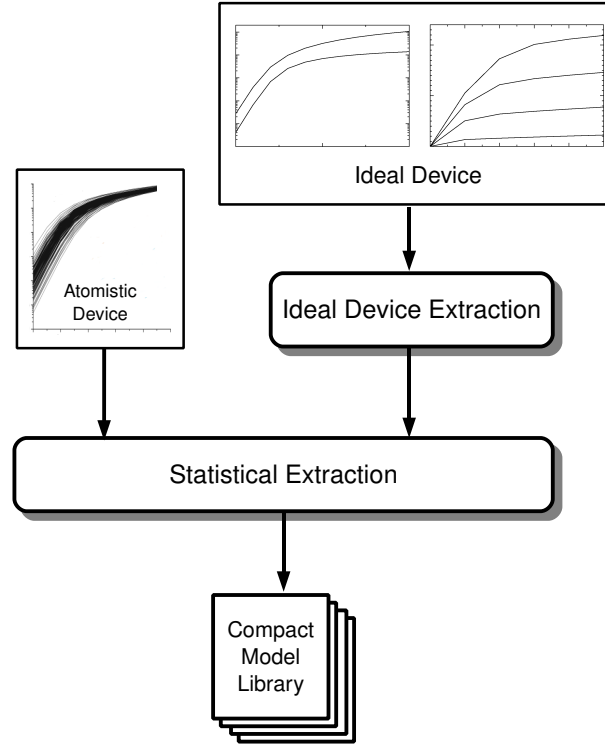 Ideal Device
Atomistic
Device
Ideal Device Extraction
Statistical Extraction
Compact
Model
Library